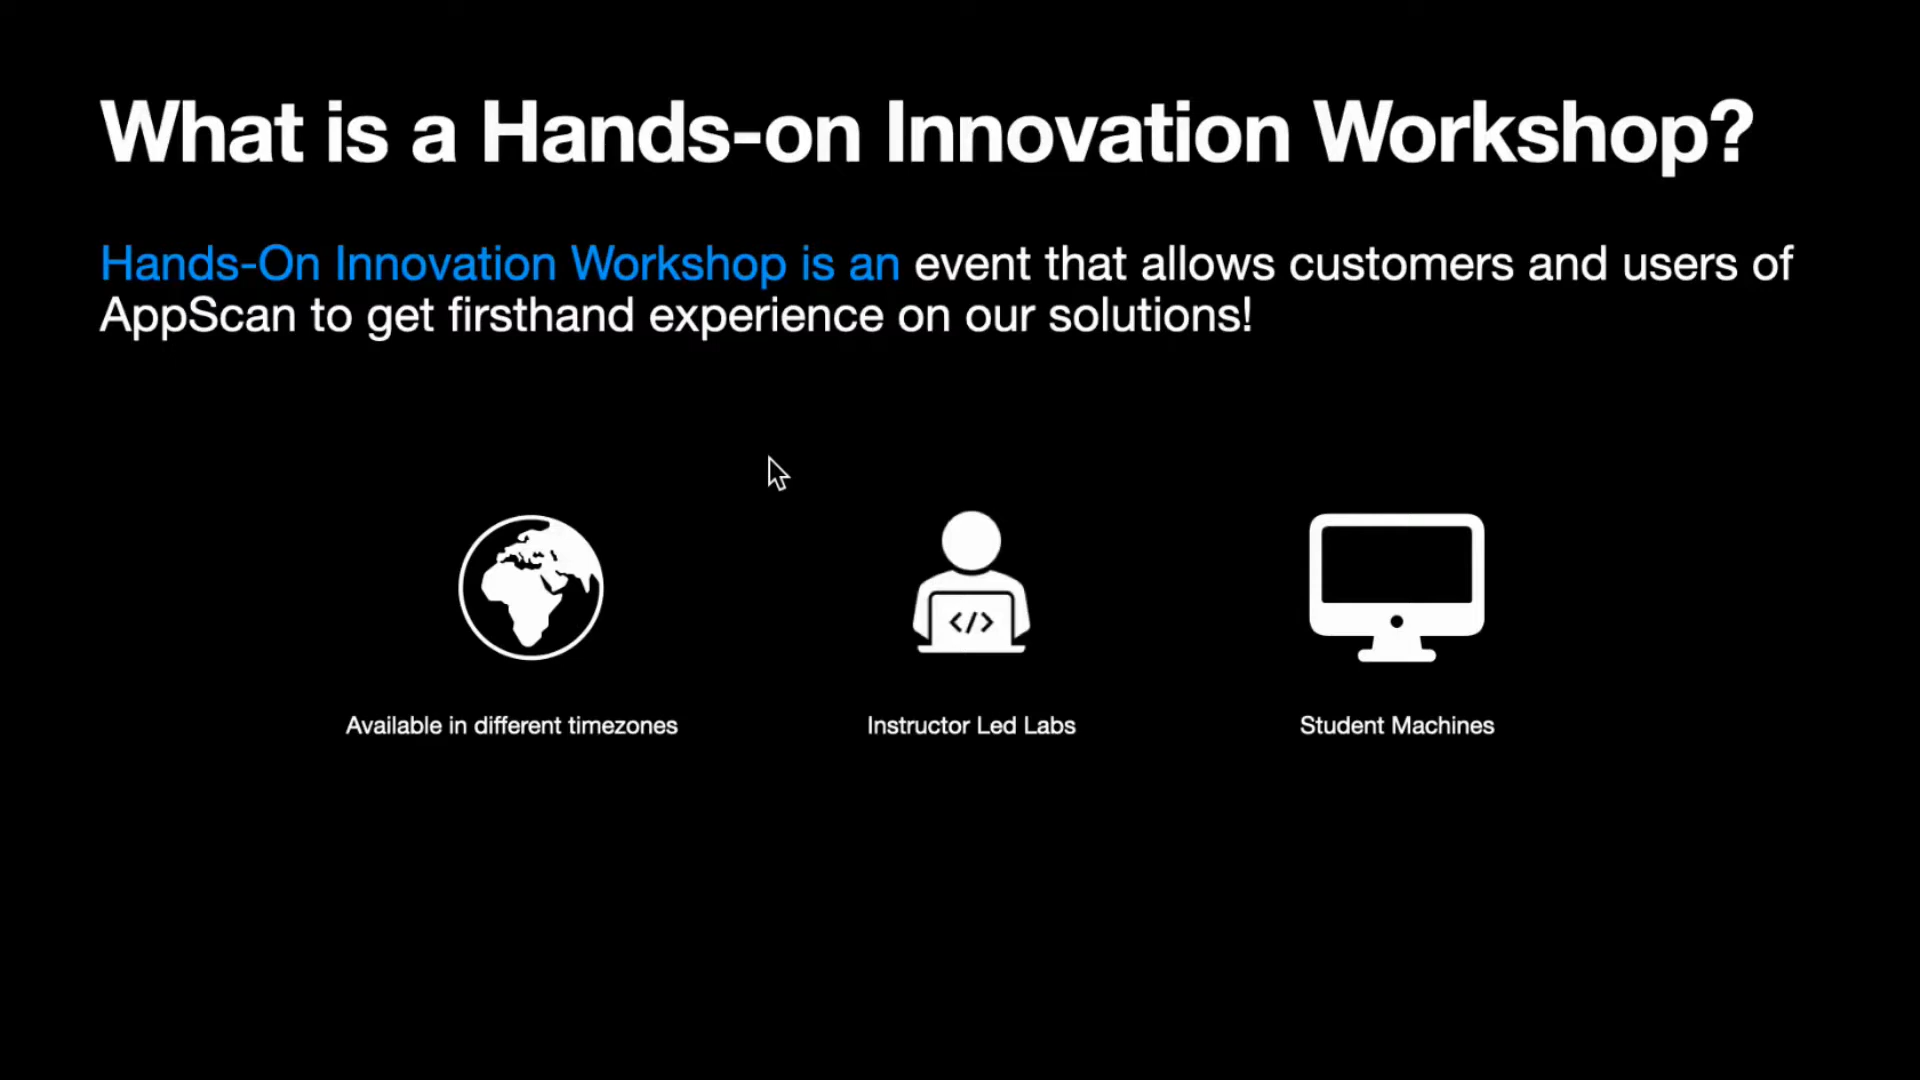 What is a Hands-on Innovation Workshop?
Hands-On Innovation Workshop is an event that allows customers and users of
AppScan to get firsthand experience on our solutions!
</>
Available in different timezones
Instructor Led Labs
Student Machines